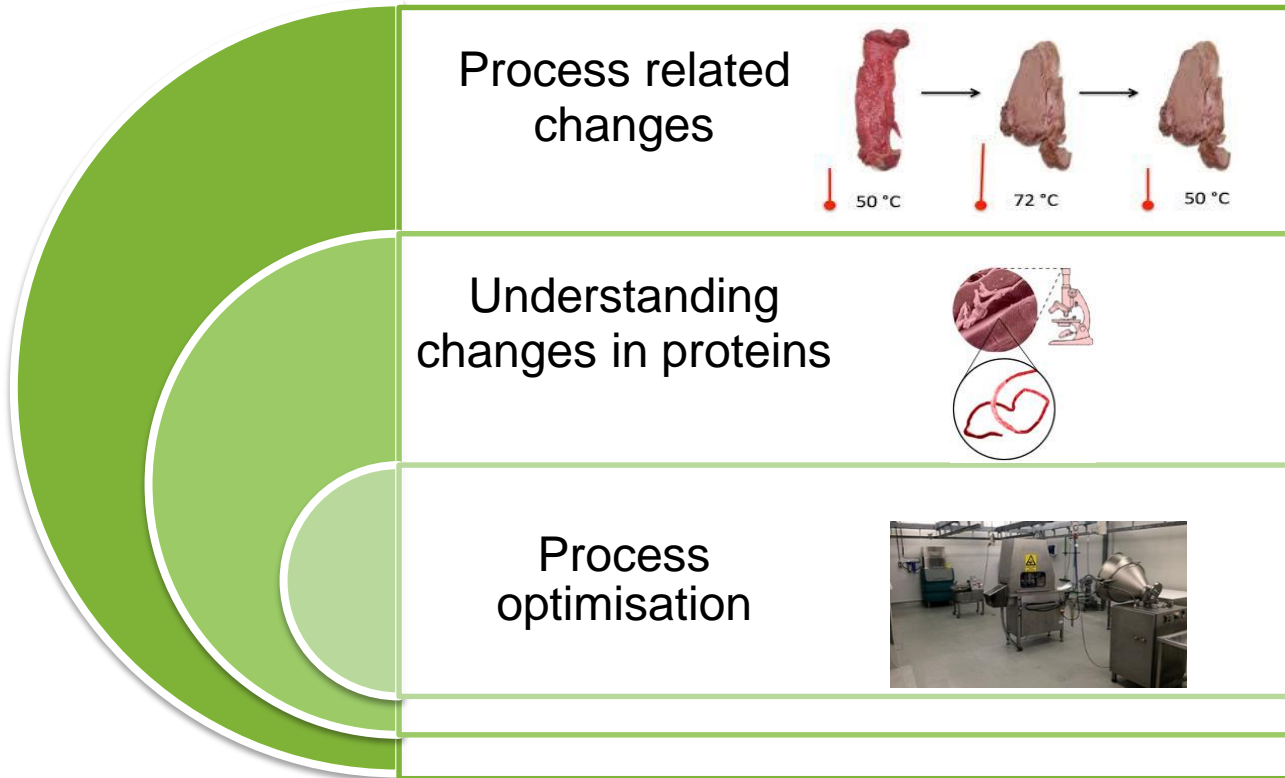 Process related
changes
50 °C
72 °C
50 °C
Understanding
changes in proteins
Process
optimisation